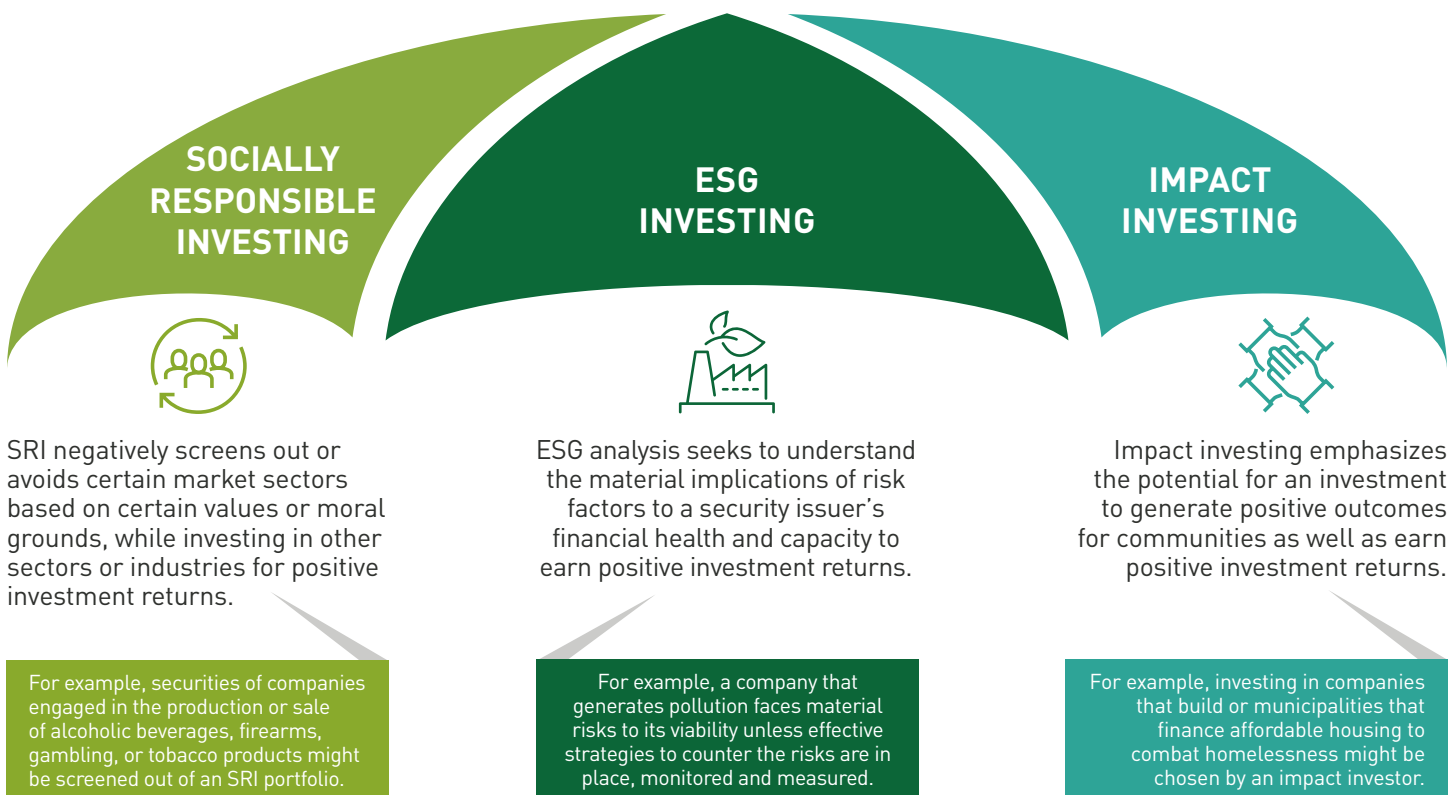 SOCIALLY
RESPONSIBLE
INVESTING
ESG
INVESTING
IMPACT
INVESTING
SRI negatively screens out or
avoids certain market sectors
based on certain values or moral
grounds, while investing in other
sectors or industries for positive
investment returns.
For example, securities of companies
engaged in the production or sale
of alcoholic beverages, firearms,
gambling, or tobacco products might
be screened out of an SRI portfolio.
ESG analysis seeks to understand
the material implications of risk
factors to a security issuer’s
financial health and capacity to
earn positive investment returns.
For example, a company that
generates pollution faces material
risks to its viability unless effective
strategies to counter the risks are in
place, monitored and measured.
Impact investing emphasizes
the potential for an investment
to generate positive outcomes
for communities as well as earn
positive investment returns.
For example, investing in companies
that build or municipalities that
finance affordable housing to
combat homelessness might be
chosen by an impact investor.